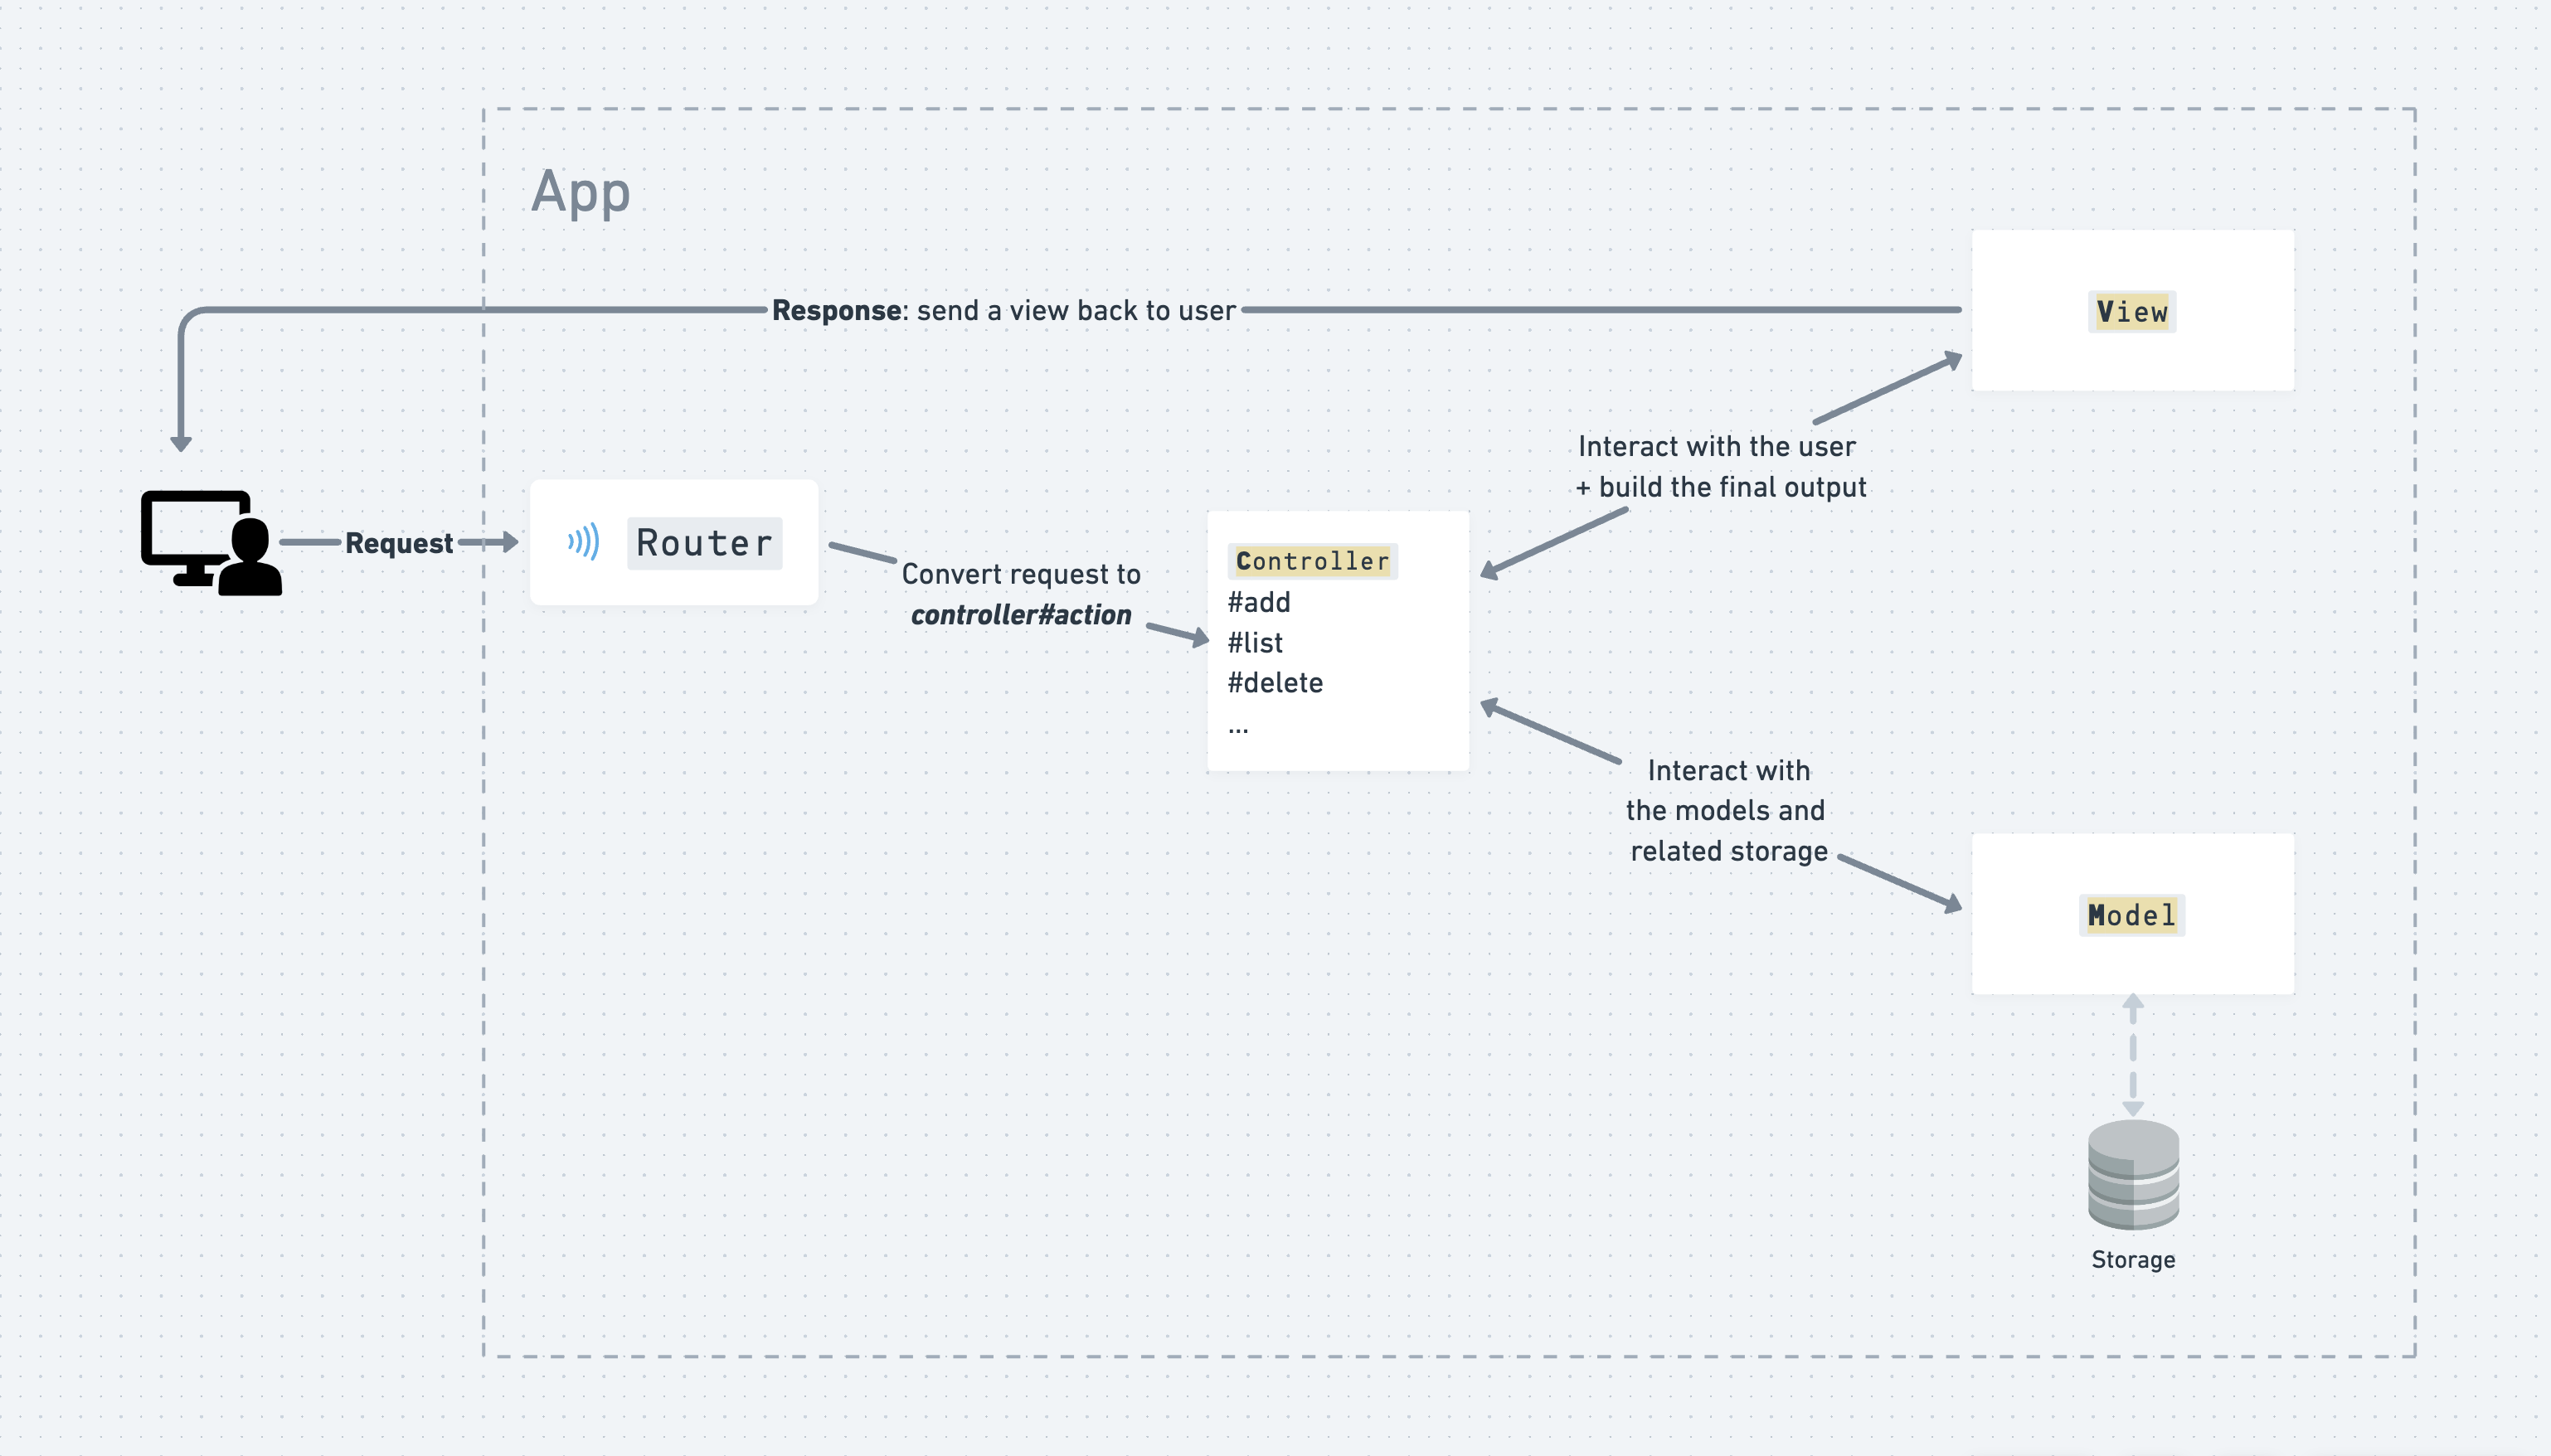 App
Response: send a view back to user
View
Interact with the user
+ build the final output
Request
Router
Convert request to
controller#action
Controller
#add
#list
#delete
...
Interact with
the models and
related storage
Model
Storage